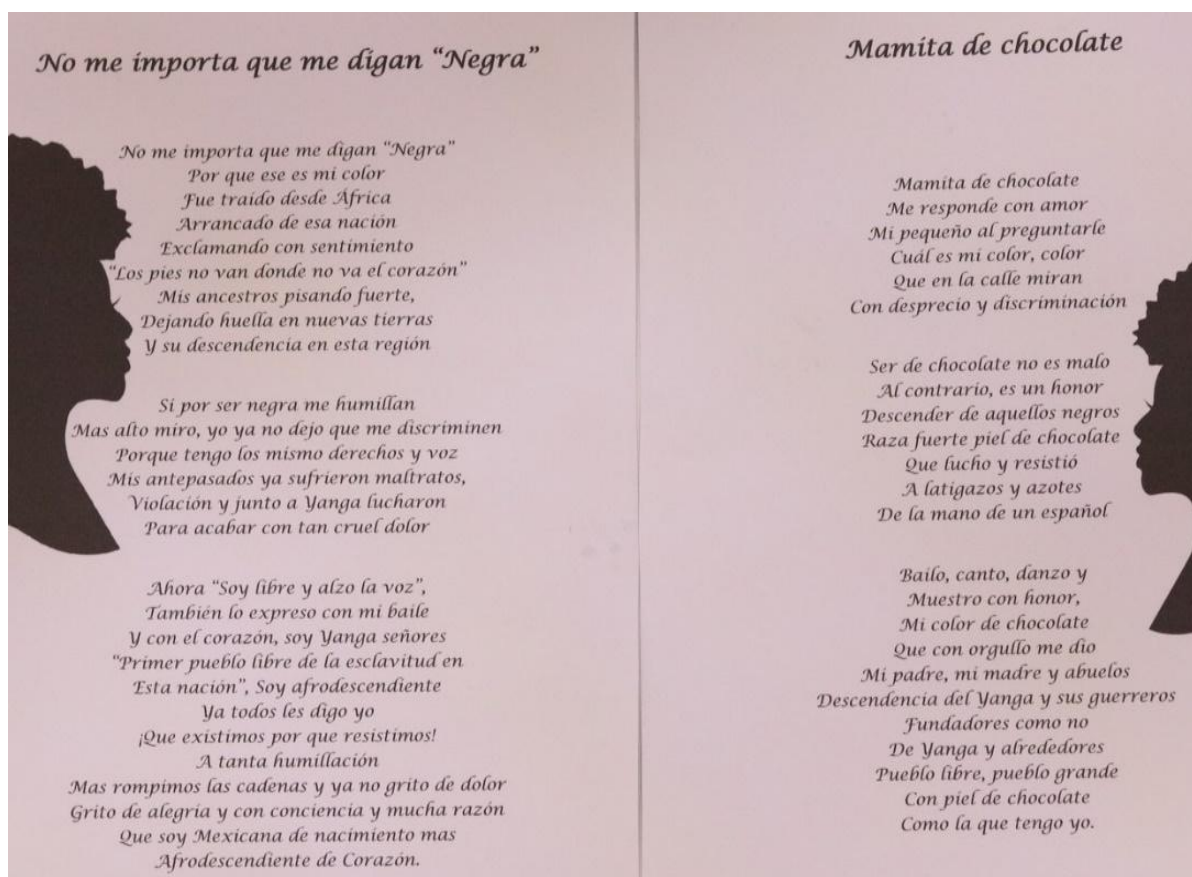 No me importa que me digan "Negra"
No me importa que me digan "Negra"
Por que ese es mi color
Fue traido desde África
Arrancado de esa nación
Exclamando con sentimiento
"Los pies no van donde no va el corazón"
Mis ancestros pisando fuerte,
Dejando huella en nuevas tierras
Y su descendencia en esta región
Si por ser negra me humillan
Mas alto miro, yo ya no dejo que me discriminen
Porque tengo los mismo derechos y voz
Mis antepasados ya sufrieron maltratos,
Violación y junto a Yanga lucharon
Para acabar con tan cruel dolor
Ahora "Soy libre y alzo la voz",
También lo expreso con mi baile
Y con el corazón, soy Yanga señores
"Primer pueblo libre de la esclavitud en
Esta nación", Soy afrodescendiente
Ya todos les digo yo
¡Que existimos por que resistimos!
A tanta humillación
Mas rompimos las cadenas y ya no grito de dolor
Grito de alegría y con conciencia y mucha razón
Que soy Mexicana de nacimiento mas
Afrodescendiente de Corazón.
Mamita de chocolate
Mamita de chocolate
Me responde con amor
Mi pequeño al preguntarle
Cuál es mi color, color
Que en la calle miran
Con desprecio y discriminación
Ser de chocolate no es malo
Al contrario, es un honor
Descender de aquellos negros
Raza fuerte piel de chocolate
Que lucho y resistió
A latigazos y azotes
De la mano de un español
Bailo, canto, danzo y
Muestro con honor,
Mi color de chocolate
Que con orgullo me dio
Mi padre, mi madre y abuelos
Descendencia del Yanga y sus guerreros
Fundadores como no
De Yanga y alrededores
Pueblo libre, pueblo grande
Con piel de chocolate
Como la que tengo yo.